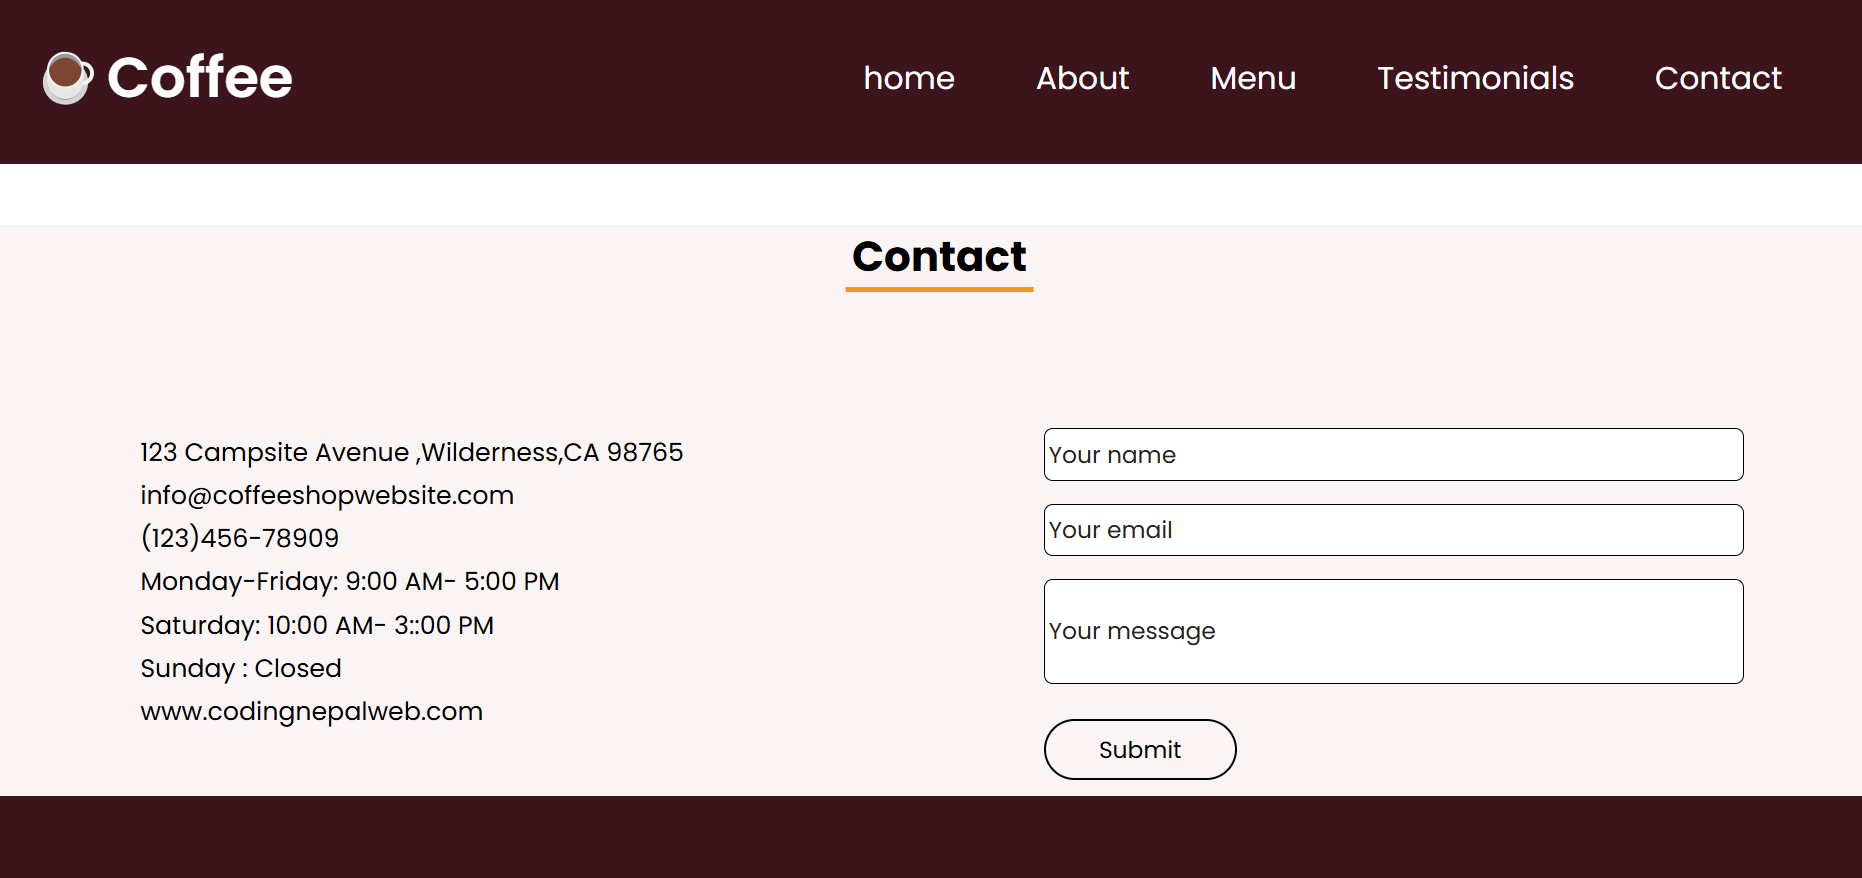 Coffee
home About Menu Testimonials Contact
Contact
123 Campsite Avenue ,Wilderness,CA 98765
info@coffeeshopwebsite.com
(123)456-78909
Monday-Friday: 9:00 AM- 5:00 PM
Saturday: 10:00 AM- 3::00 PM
Sunday : Closed
www.codingnepalweb.com
Your name
Your email
Your message
Submit